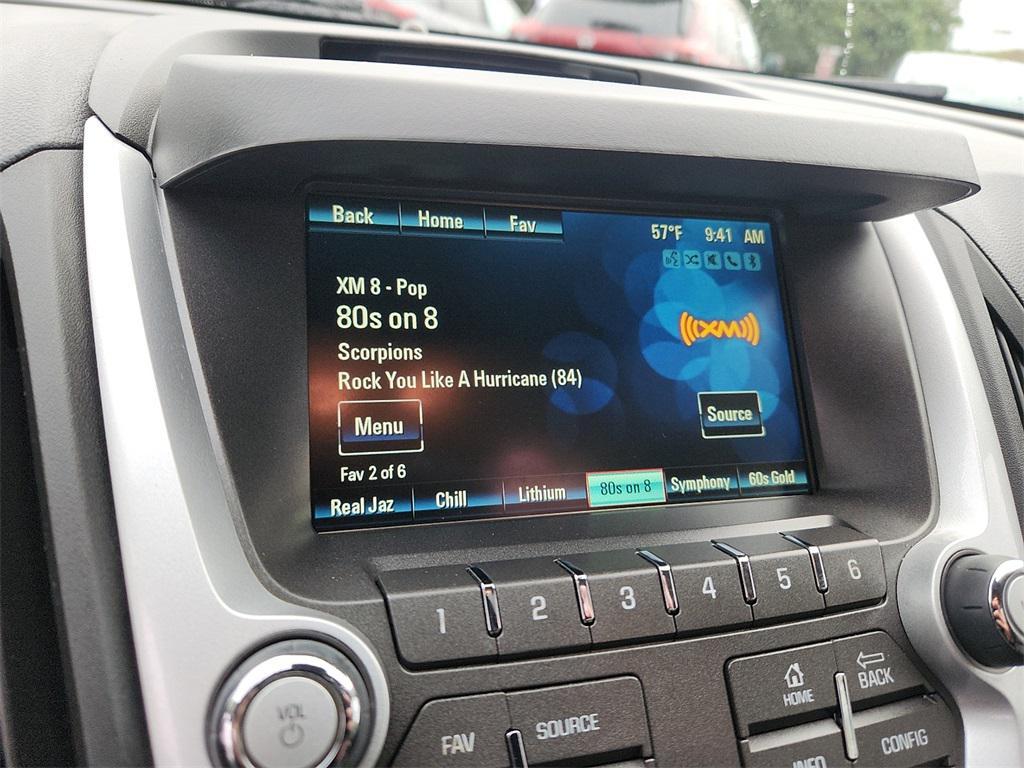 Back Home Fav
57°F 9:41 AM
XM 8 - Pop
80s on 8
((XM))
Scorpions
Rock You Like A Hurricane (84)
Menu
Source
Fav 2 of 6
Real Jaz Chill Lithium 80s on 8 Symphony 60s Gold
1 2 3 4 5 6
VOL
FAV SOURCE
HOME BACK
INFO CONFIG